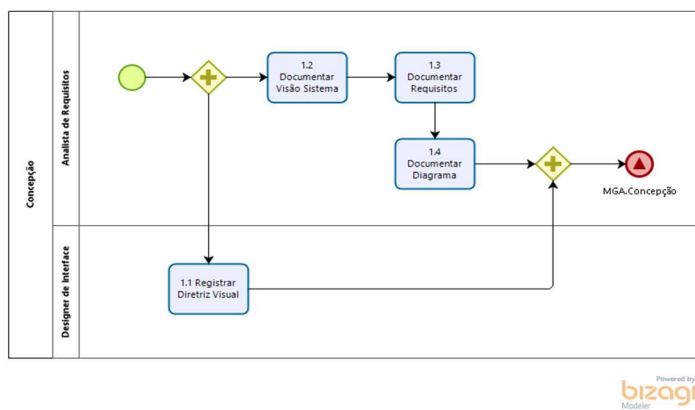 Concepção
Analista de Requisitos
1.2
Documentar
Visão Sistema
1.3
Documentar
Requisitos
1.4
Documentar
Diagrama
MGA.Concepção
Designer de Interface
1.1 Registrar
Diretriz Visual
Powered by
bizagi
Modeler